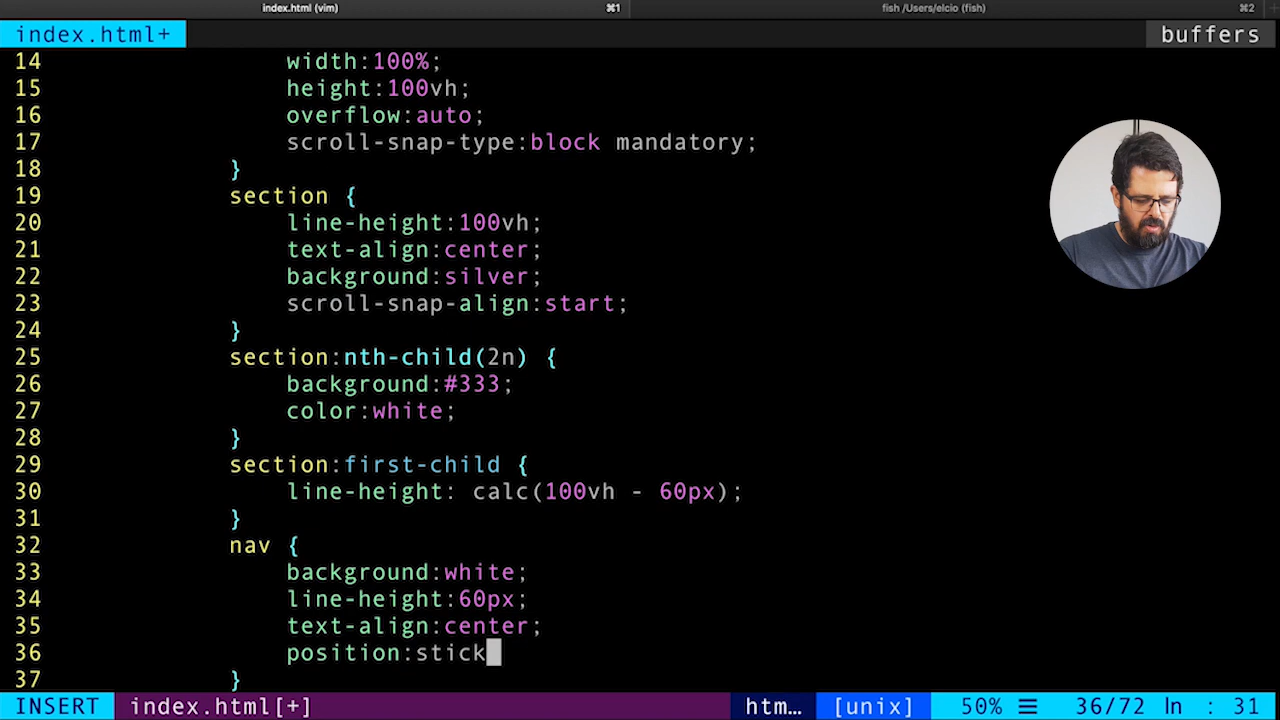 index.html (vim) ⌘1 fish /Users/elcio (fish) ⌘2
index.html+ buffers
14 width:100%;
15 height:100vh;
16 overflow:auto;
17 scroll-snap-type:block mandatory;
18 }
19 section {
20 line-height:100vh;
21 text-align:center;
22 background:silver;
23 scroll-snap-align:start;
24 }
25 section:nth-child(2n) {
26 background:#333;
27 color:white;
28 }
29 section:first-child {
30 line-height: calc(100vh - 60px);
31 }
32 nav {
33 background:white;
34 line-height:60px;
35 text-align:center;
36 position:stick
37 }
INSERT index.html[+] htm… [unix] 50% ☰ 36/72 ln : 31